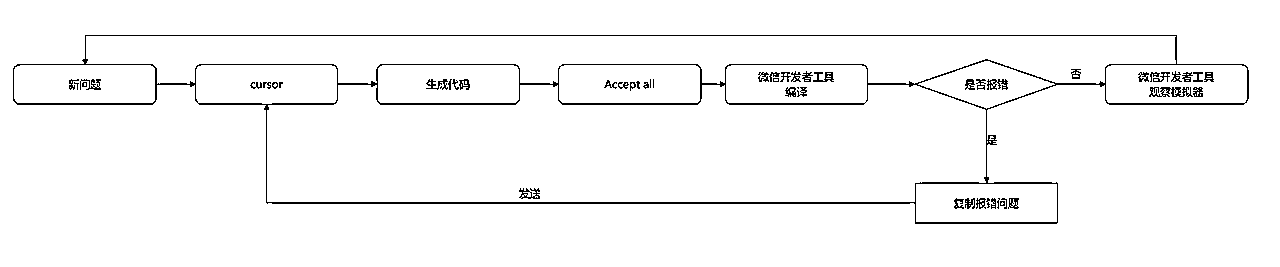 新问题
cursor
生成代码
Accept all
微信开发者工具
编译
是否报错
否
微信开发者工具
观察模拟器
是
发送
复制报错问题